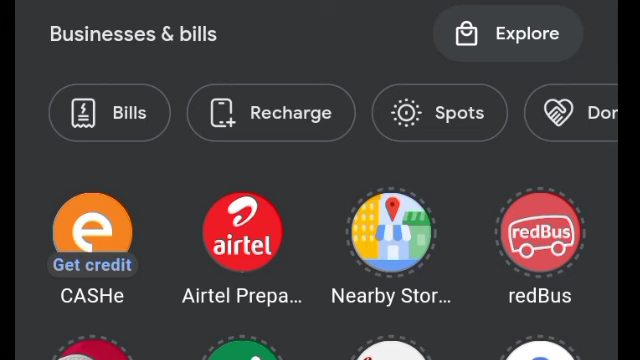 Businesses & bills
Explore
Bills
Recharge
Spots
Don
e
airtel
redBus
Get credit
CASHe
Airtel Prepa...
Nearby Stor...
redBus